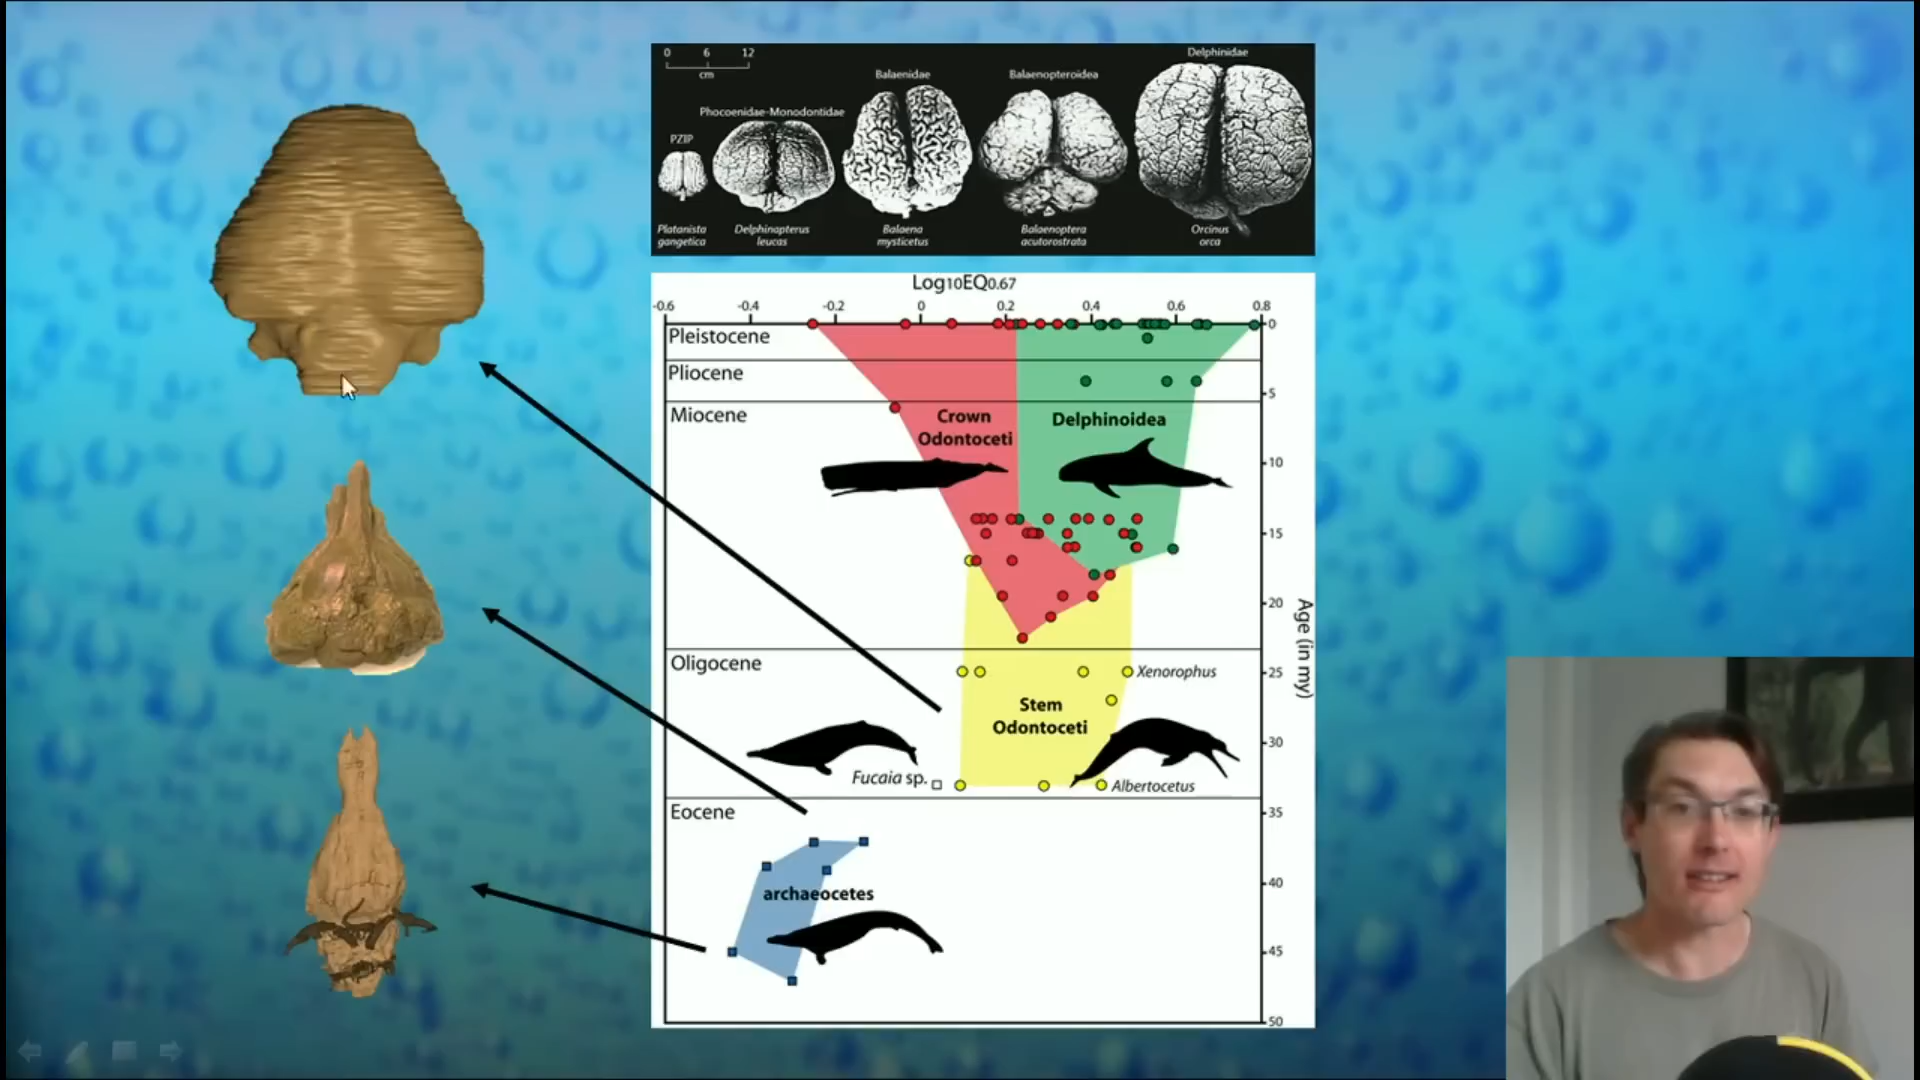 0 6 12
cm
Delphinidae
Balaenidae
Balaenopteroidea
Phocoenidae-Monodontidae
PZIP
Platanista
gangetica
Delphinapterus
leucas
Balaena
mysticetus
Balaenoptera
acutorostrata
Orcinus
orca
Log10EQ0.67
-0.6 -0.4 -0.2 0 0.2 0.4 0.6 0.8
0
Pleistocene
Pliocene
5
Miocene
Crown
Odontoceti
Delphinoidea
10
15
20
Age (in my)
Oligocene
25
Xenorophus
Stem
Odontoceti
30
Fucaia sp.
Albertocetus
Eocene
35
40
archaeocetes
45
50